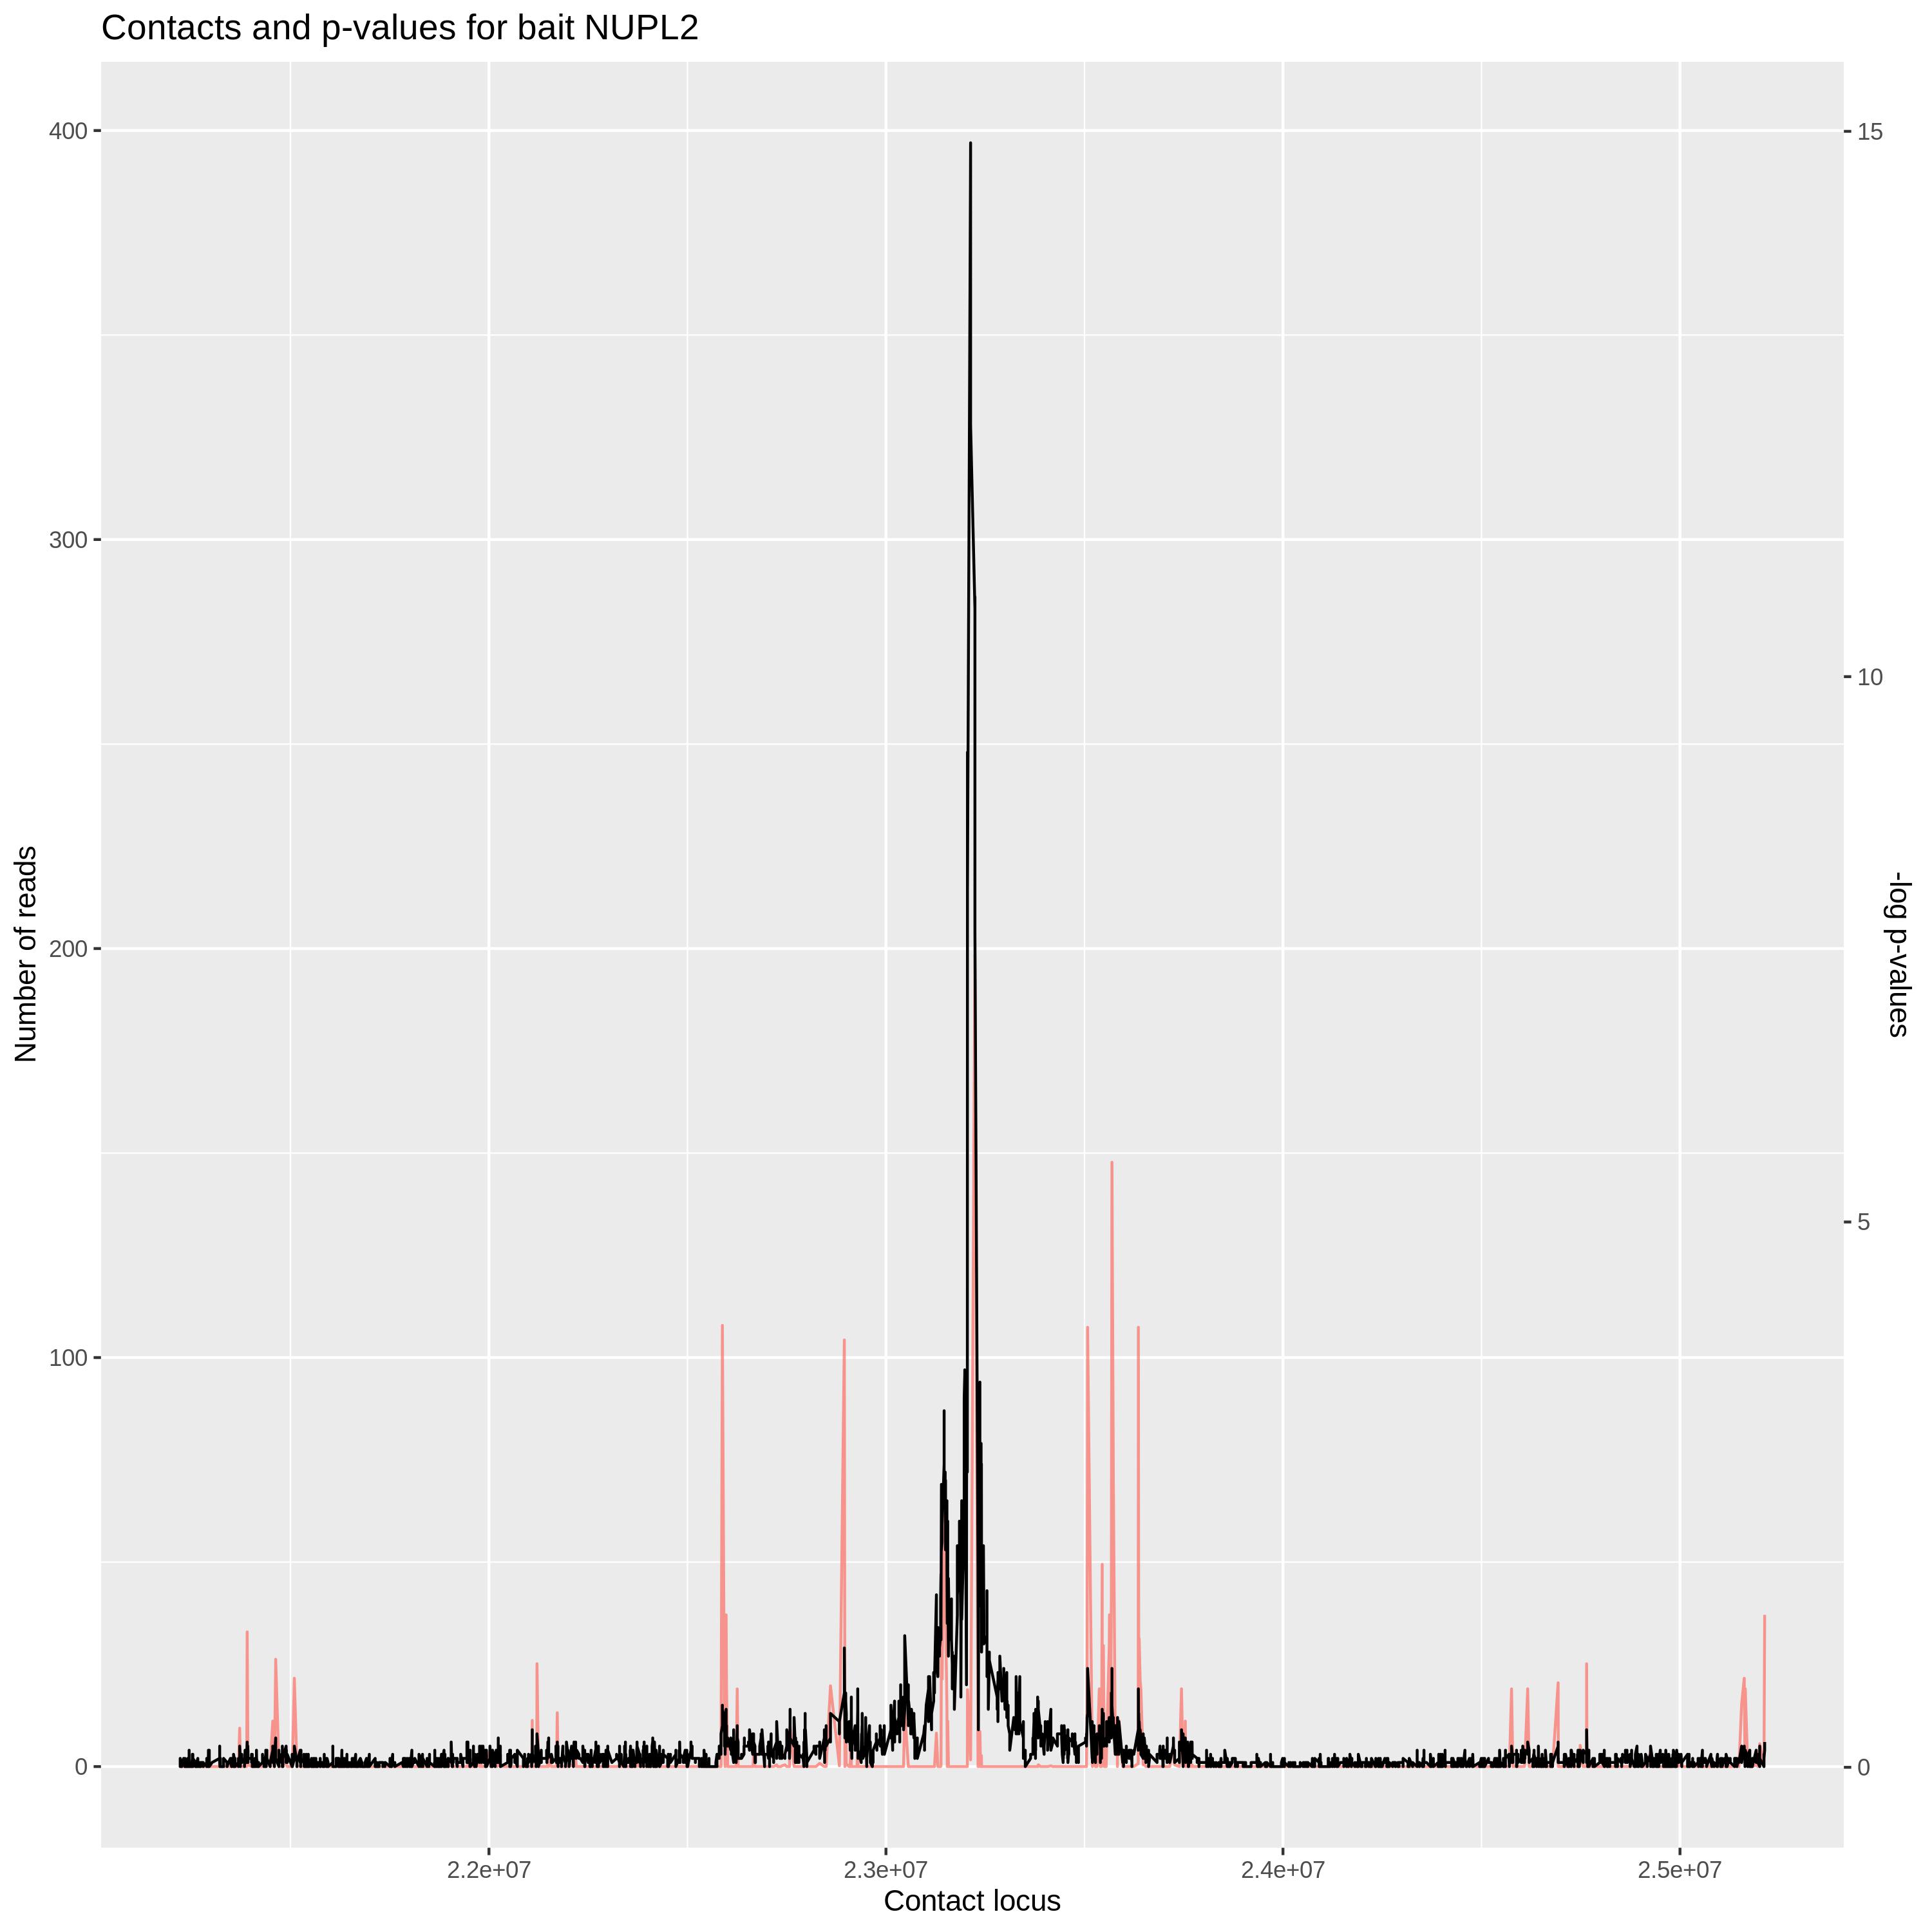 Contacts and p-values for bait NUPL2
400
300
200
100
0
Number of reads
15
10
5
0
-log p-values
2.2e+07
2.3e+07
2.4e+07
2.5e+07
Contact locus